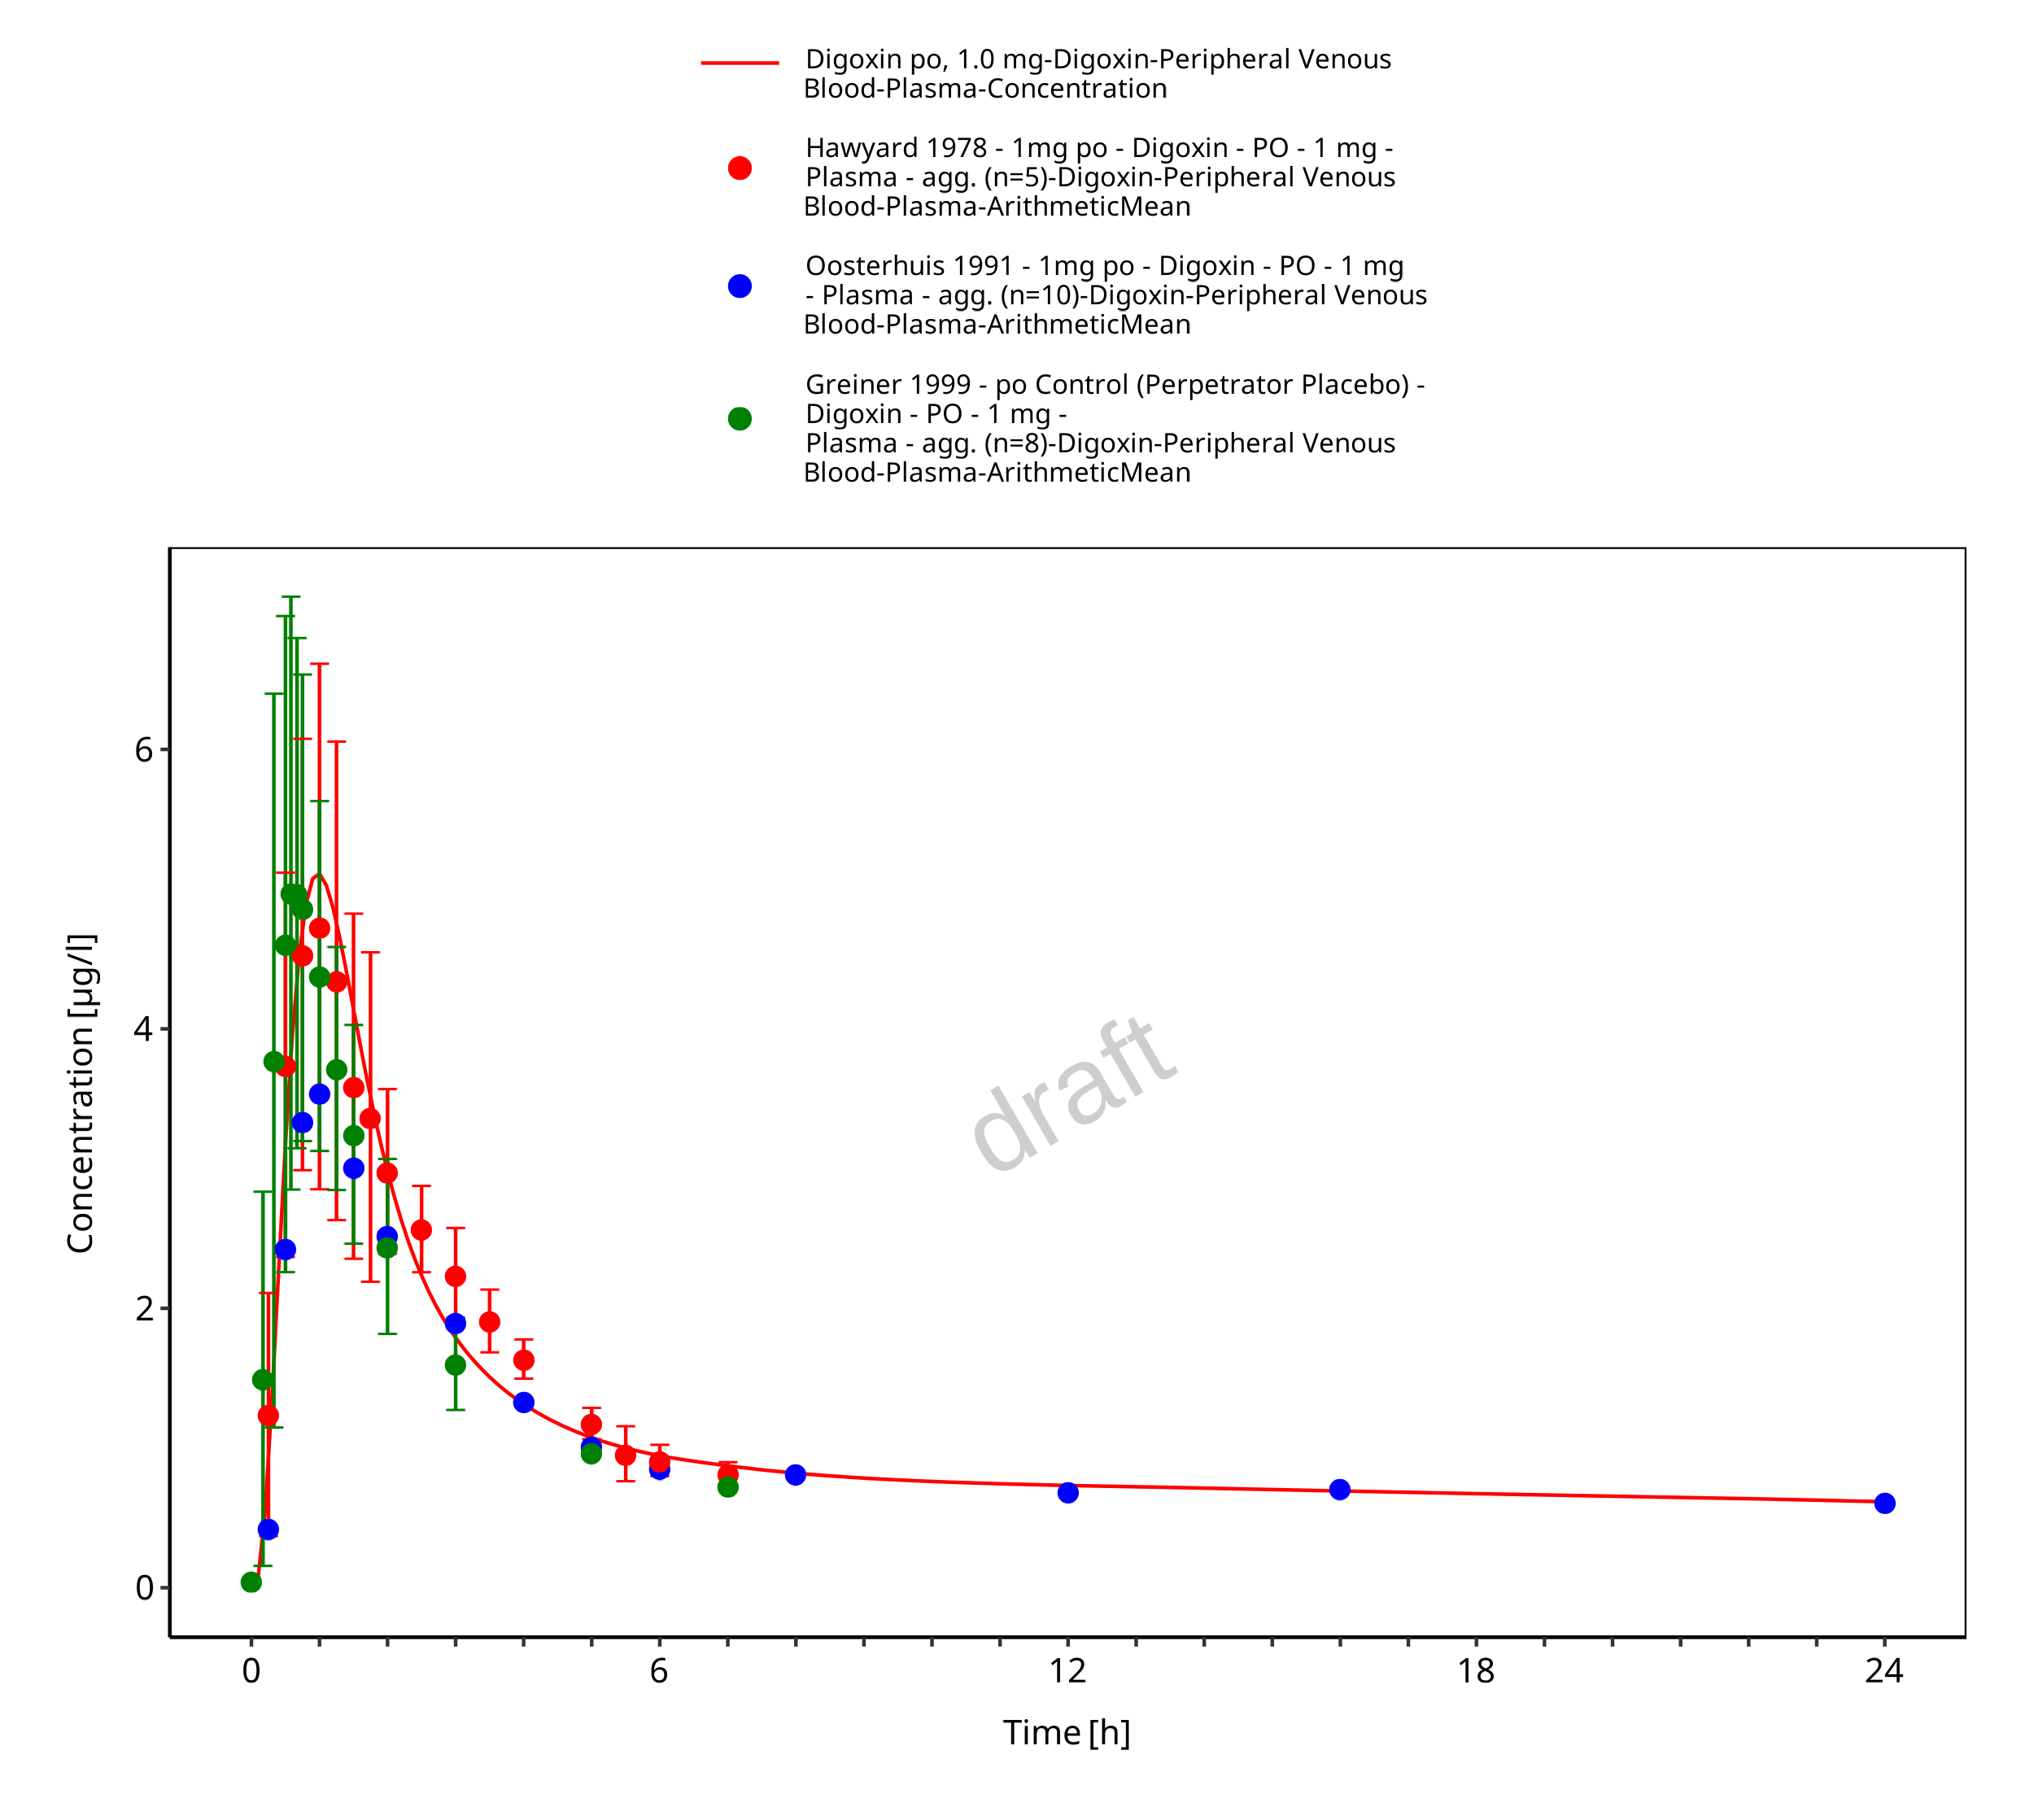 Digoxin po, 1.0 mg-Digoxin-Peripheral Venous
Blood-Plasma-Concentration
Hawyard 1978 - 1mg po - Digoxin - PO - 1 mg -
Plasma - agg. (n=5)-Digoxin-Peripheral Venous
Blood-Plasma-ArithmeticMean
Oosterhuis 1991 - 1mg po - Digoxin - PO - 1 mg
- Plasma - agg. (n=10)-Digoxin-Peripheral Venous
Blood-Plasma-ArithmeticMean
Greiner 1999 - po Control (Perpetrator Placebo) -
Digoxin - PO - 1 mg -
Plasma - agg. (n=8)-Digoxin-Peripheral Venous
Blood-Plasma-ArithmeticMean
Concentration [µg/l]
6
4
2
0
draft
0 6 12 18 24
Time [h]